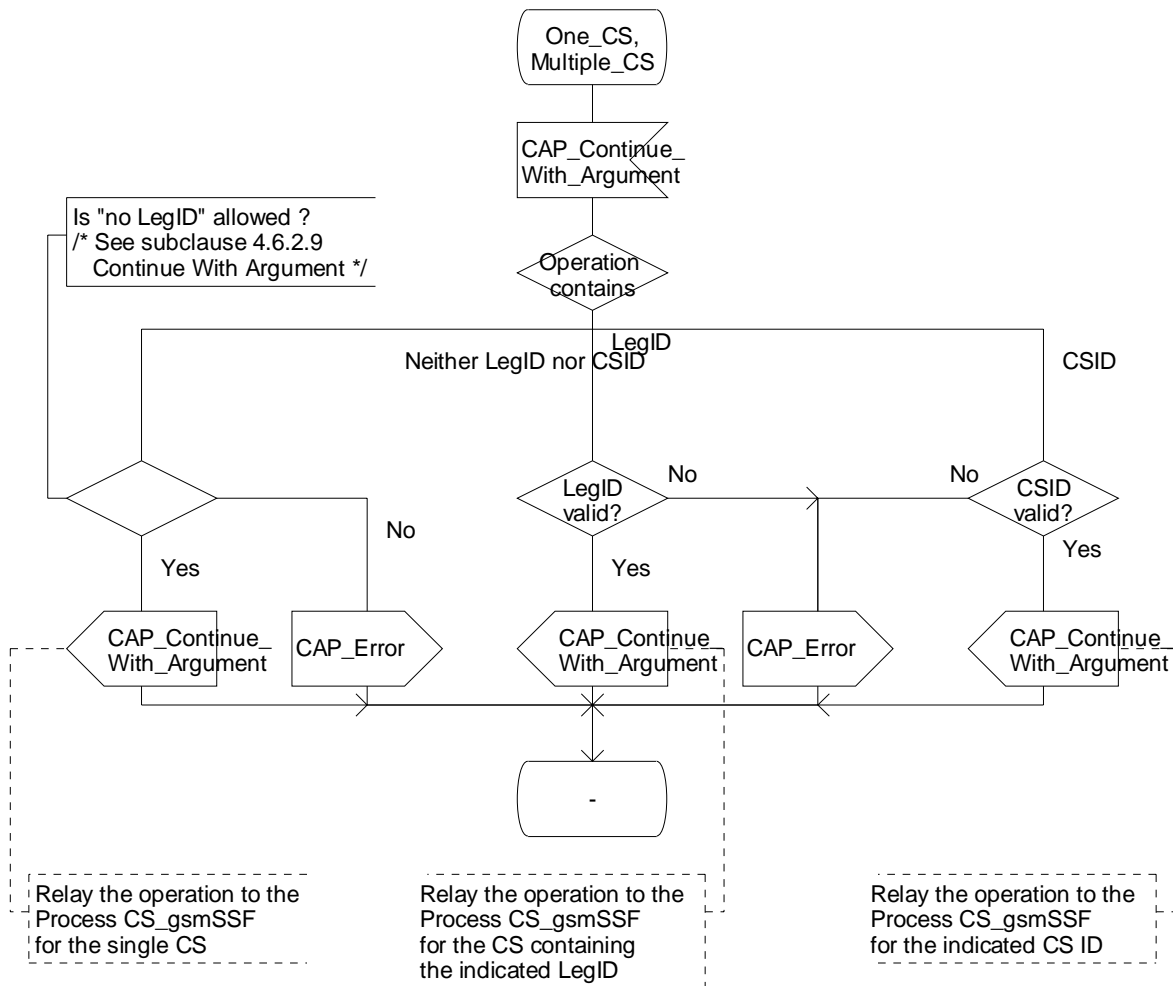 One_CS,
Multiple_CS
CAP_Continue_
With_Argument
Is "no LegID" allowed ?
/* See subclause 4.6.2.9
Continue With Argument */
Operation
contains
LegID
Neither LegID nor CSID
CSID
No
LegID
valid?
No
No
CSID
valid?
Yes
Yes
Yes
CAP_Continue_
With_Argument
CAP_Error
CAP_Continue_
With_Argument
CAP_Error
CAP_Continue_
With_Argument
-
Relay the operation to the
Process CS_gsmSSF
for the single CS
Relay the operation to the
Process CS_gsmSSF
for the CS containing
the indicated LegID
Relay the operation to the
Process CS_gsmSSF
for the indicated CS ID